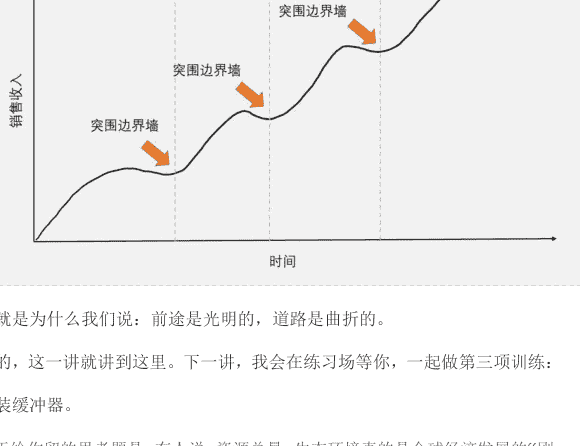 突围边界墙
突围边界墙
突围边界墙
销售收入
时间
就是为什么我们说：前途是光明的，道路是曲折的。
的，这一讲就讲到这里。下一讲，我会在练习场等你，一起做第三项训练：
装缓冲器。